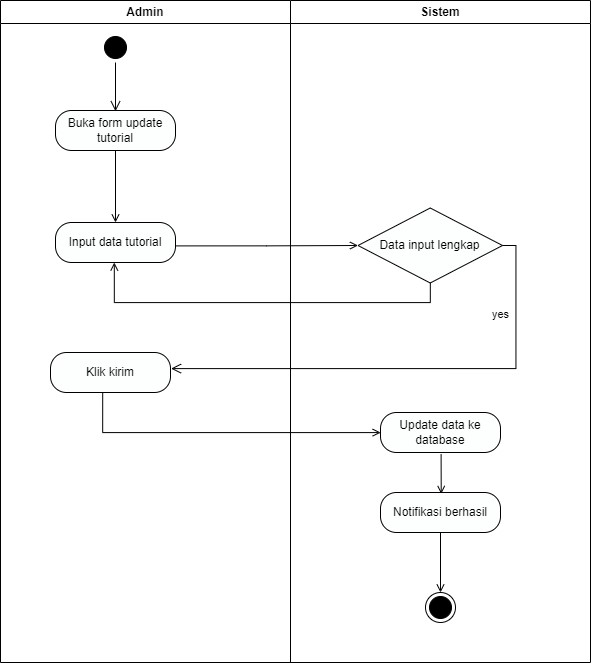 Admin
Sistem
Buka form update
tutorial
Input data tutorial
Data input lengkap
yes
Klik kirim
Update data ke
database
Notifikasi berhasil